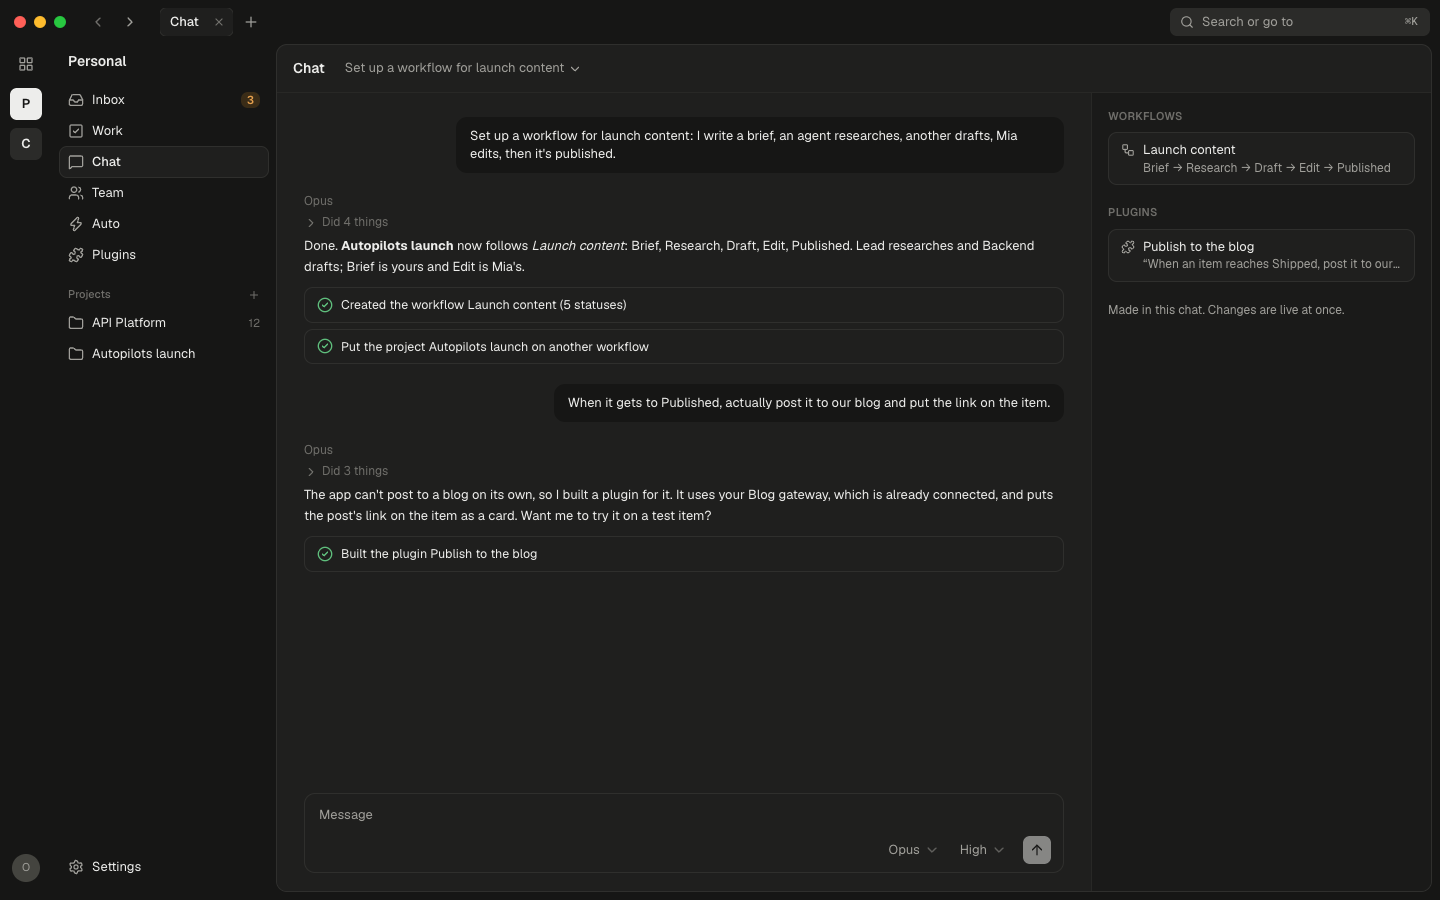 Chat
Search or go to
⌘K
Personal
P
C
Inbox
3
Work
Chat
Team
Auto
Plugins
Projects
API Platform
12
Autopilots launch
O
Settings
Chat
Set up a workflow for launch content
Set up a workflow for launch content: I write a brief, an agent researches, another drafts, Mia
edits, then it's published.
Opus
Did 4 things
Done. Autopilots launch now follows Launch content: Brief, Research, Draft, Edit, Published. Lead researches and Backend
drafts; Brief is yours and Edit is Mia's.
Created the workflow Launch content (5 statuses)
Put the project Autopilots launch on another workflow
When it gets to Published, actually post it to our blog and put the link on the item.
Opus
Did 3 things
The app can't post to a blog on its own, so I built a plugin for it. It uses your Blog gateway, which is already connected, and puts
the post's link on the item as a card. Want me to try it on a test item?
Built the plugin Publish to the blog
Message
Opus
High
WORKFLOWS
Launch content
Brief → Research → Draft → Edit → Published
PLUGINS
Publish to the blog
“When an item reaches Shipped, post it to our…
Made in this chat. Changes are live at once.